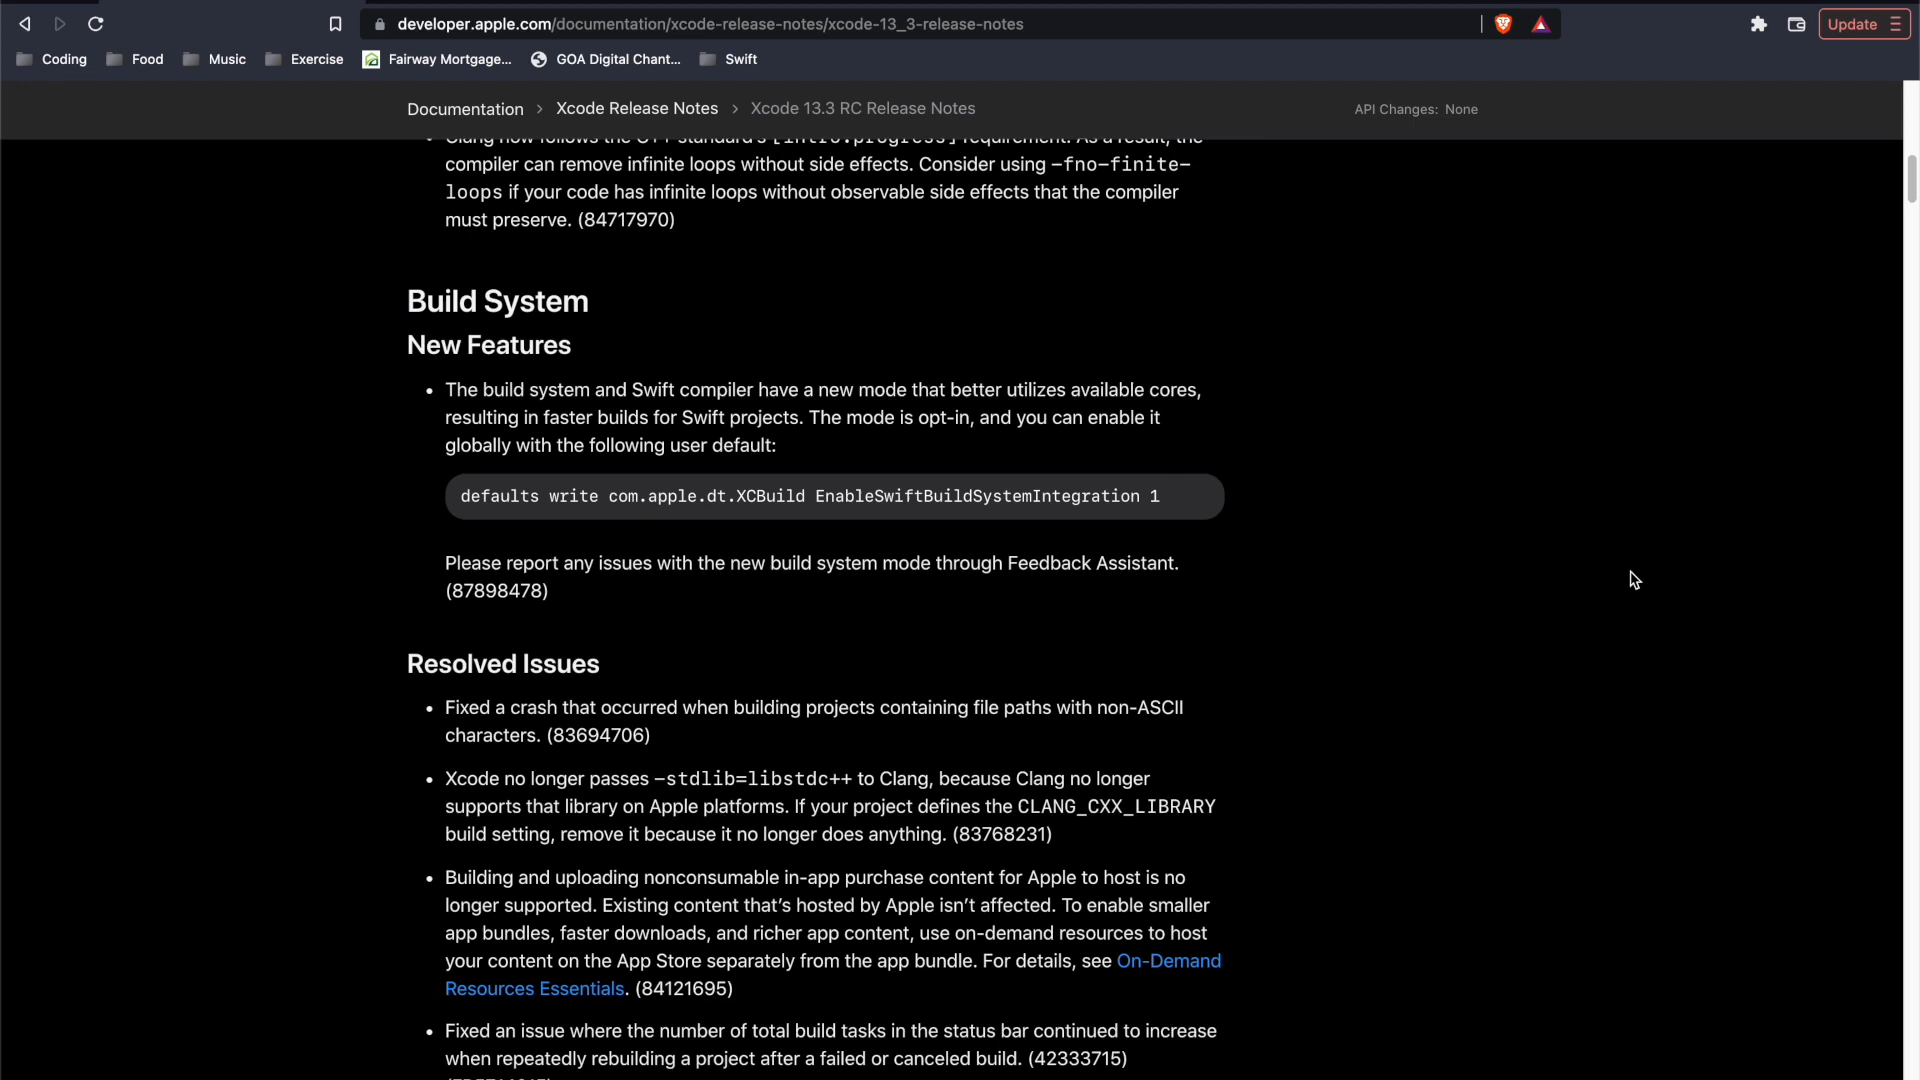 developer.apple.com/documentation/xcode-release-notes/xcode-13_3-release-notes
Update
Coding
Food
Music
Exercise
Fairway Mortgage...
GOA Digital Chant...
Swift
Documentation > Xcode Release Notes > Xcode 13.3 RC Release Notes
API Changes: None
Clang now follows the C++ standard's [intro.progress] requirement. As a result, the
compiler can remove infinite loops without side effects. Consider using -fno-finite-
loops if your code has infinite loops without observable side effects that the compiler
must preserve. (84717970)
Build System
New Features
• The build system and Swift compiler have a new mode that better utilizes available cores,
resulting in faster builds for Swift projects. The mode is opt-in, and you can enable it
globally with the following user default:
defaults write com.apple.dt.XCBuild EnableSwiftBuildSystemIntegration 1
Please report any issues with the new build system mode through Feedback Assistant.
(87898478)
Resolved Issues
• Fixed a crash that occurred when building projects containing file paths with non-ASCII
characters. (83694706)
• Xcode no longer passes -stdlib=libstdc++ to Clang, because Clang no longer
supports that library on Apple platforms. If your project defines the CLANG_CXX_LIBRARY
build setting, remove it because it no longer does anything. (83768231)
• Building and uploading nonconsumable in-app purchase content for Apple to host is no
longer supported. Existing content that’s hosted by Apple isn’t affected. To enable smaller
app bundles, faster downloads, and richer app content, use on-demand resources to host
your content on the App Store separately from the app bundle. For details, see On-Demand
Resources Essentials. (84121695)
• Fixed an issue where the number of total build tasks in the status bar continued to increase
when repeatedly rebuilding a project after a failed or canceled build. (42333715)